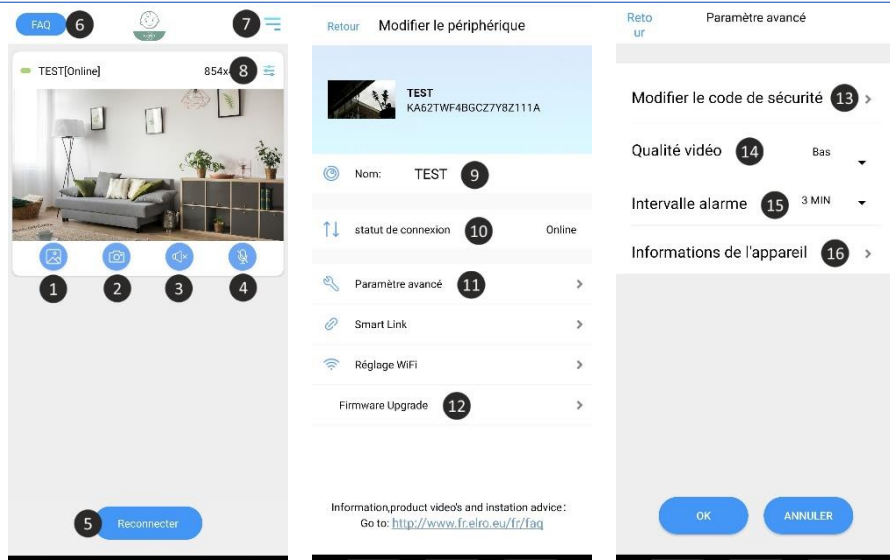 FAQ 6
7
TEST[Online] 854x 8
1 2 3 4
5 Reconnecter
Retour Modifier le périphérique
TEST
KA62TWF4BGCZ7Y8Z111A
Nom: TEST 9
statut de connexion 10 Online
Paramètre avancé 11
Smart Link
Réglage WiFi
Firmware Upgrade 12
Information,product video's and instation advice:
Go to: http://www.fr.elro.eu/fr/faq
Reto
ur
Paramètre avancé
Modifier le code de sécurité 13
Qualité vidéo 14 Bas
Intervalle alarme 15 3 MIN
Informations de l'appareil 16
OK ANNULER